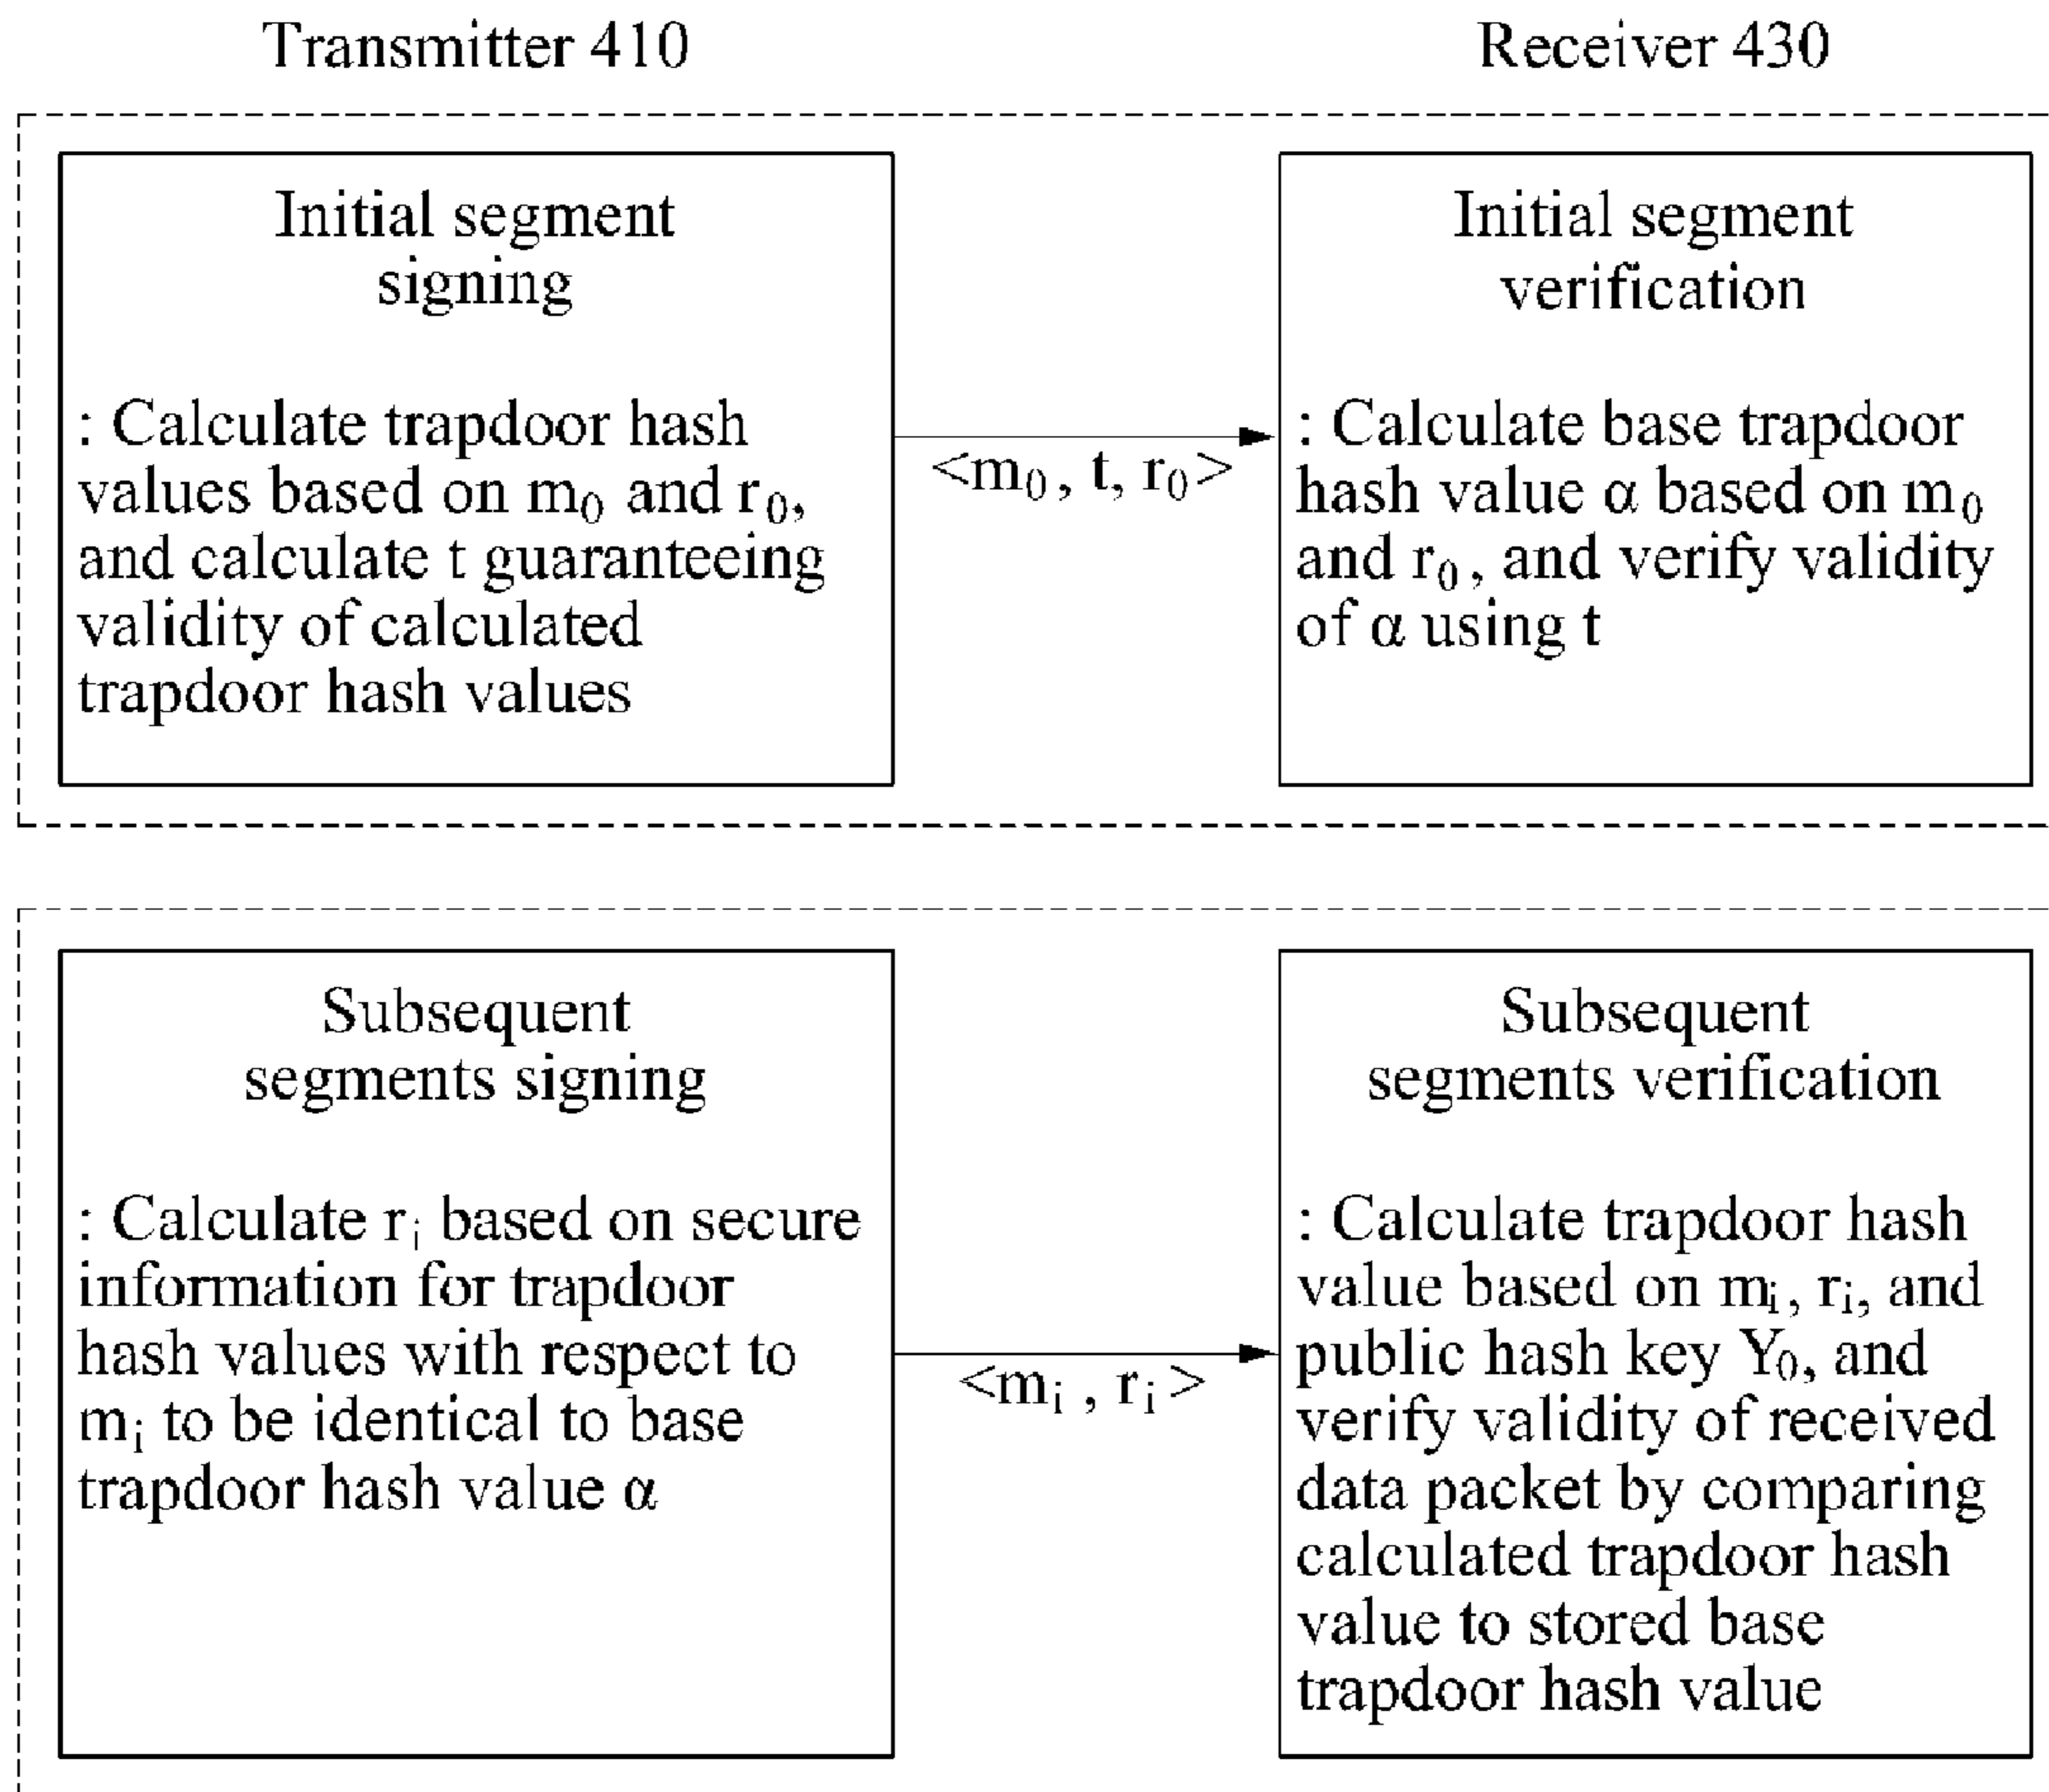 Transmitter 410
Receiver 430
Initial segment
signing
: Calculate trapdoor hash
values based on m₀ and r₀,
and calculate t guaranteeing
validity of calculated
trapdoor hash values
<m₀, t, r₀>
Initial segment
verification
: Calculate base trapdoor
hash value α based on m₀
and r₀, and verify validity
of α using t
Subsequent
segments signing
: Calculate rᵢ based on secure
information for trapdoor
hash values with respect to
mᵢ to be identical to base
trapdoor hash value α
<mᵢ, rᵢ>
Subsequent
segments verification
: Calculate trapdoor hash
value based on mᵢ, rᵢ, and
public hash key Y₀, and
verify validity of received
data packet by comparing
calculated trapdoor hash
value to stored base
trapdoor hash value